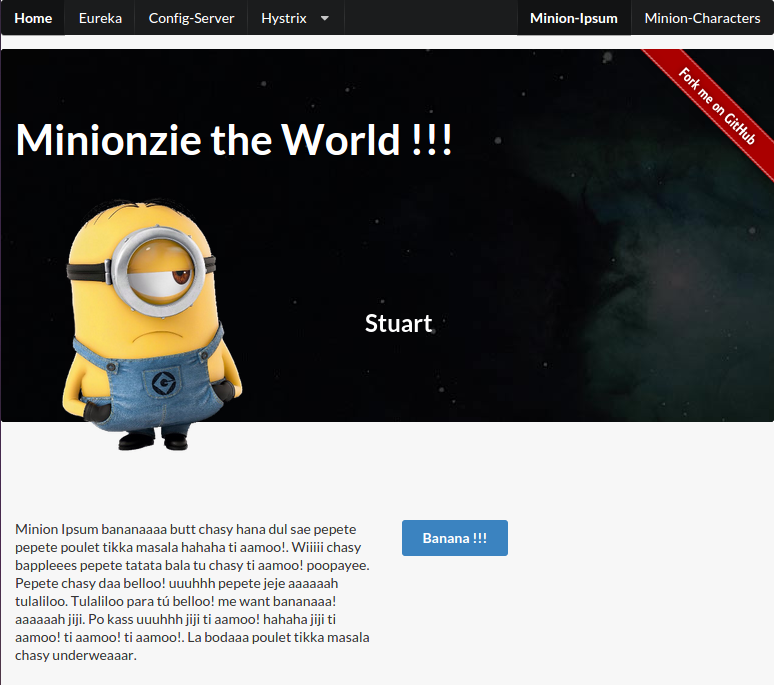 Home Eureka Config-Server Hystrix Minion-Ipsum Minion-Characters
Fork me on GitHub
Minionzie the World !!!
Stuart
Minion Ipsum bananaaaa butt chasy hana dul sae pepete
pepete poulet tikka masala hahaha ti aamoo!. Wiiiii chasy
bappleees pepete tatata bala tu chasy ti aamoo! poopayee.
Pepete chasy daa belloo! uuuhhh pepete jeje aaaaaah
tulaliloo. Tulaliloo para tú belloo! me want bananaaa!
aaaaaah jiji. Po kass uuuhhh jiji ti aamoo! hahaha jiji ti
aamoo! ti aamoo! ti aamoo!. La bodaaa poulet tikka masala
chasy underweaaar.
Banana !!!